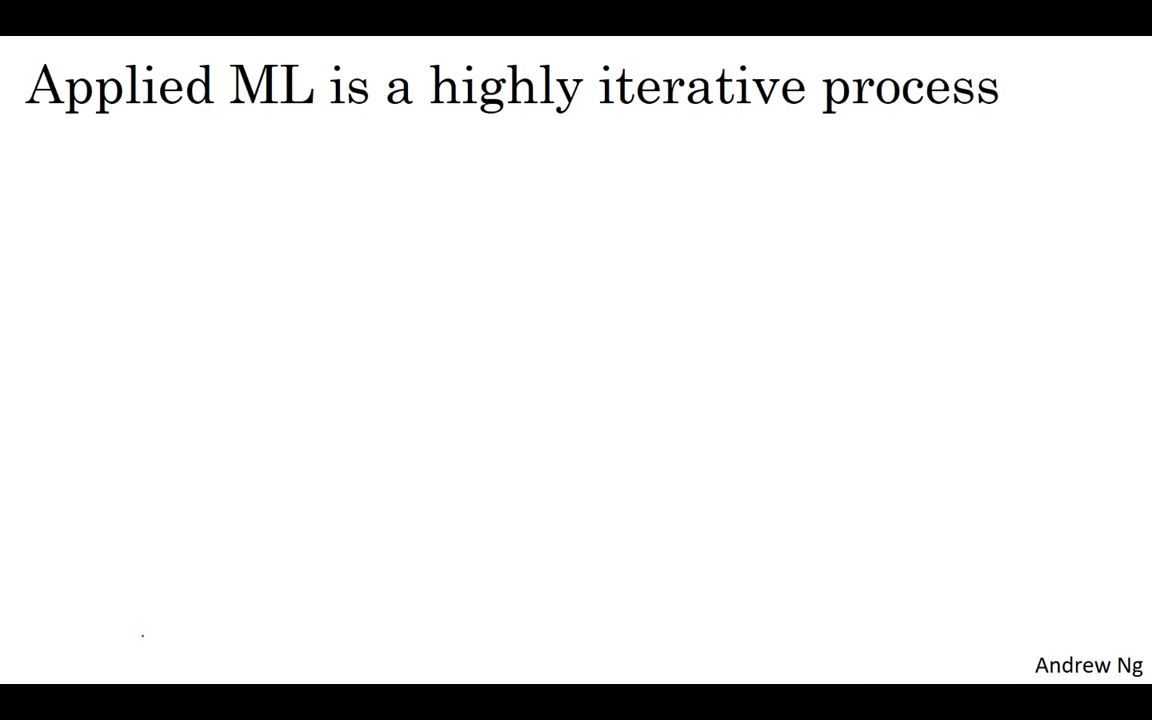 Applied ML is a highly iterative process
Andrew Ng